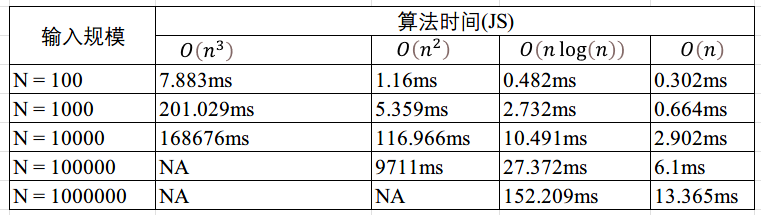 输入规模 算法时间(JS)
O(n³) O(n²) O(n log(n)) O(n)
N = 100 7.883ms 1.16ms 0.482ms 0.302ms
N = 1000 201.029ms 5.359ms 2.732ms 0.664ms
N = 10000 168676ms 116.966ms 10.491ms 2.902ms
N = 100000 NA 9711ms 27.372ms 6.1ms
N = 1000000 NA NA 152.209ms 13.365ms